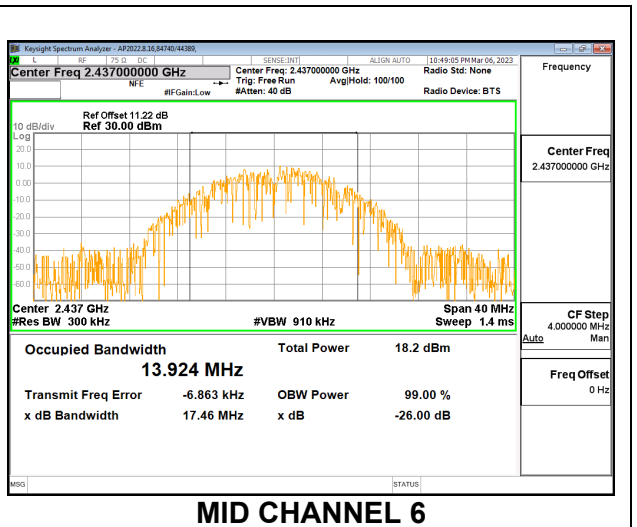 Keysight Spectrum Analyzer - AP2022.8.16,84740/44389,
LXI L RF 75 Ω DC SENSE:INT ALIGN AUTO 10:49:05 PM Mar 06, 2023
Center Freq 2.437000000 GHz Center Freq: 2.437000000 GHz Radio Std: None Frequency
NFE Trig: Free Run Avg|Hold: 100/100
#IFGain:Low #Atten: 40 dB Radio Device: BTS
Ref Offset 11.22 dB
10 dB/div Ref 30.00 dBm
Log
20.0
10.0
0.00
-10.0
-20.0
-30.0
-40.0
-50.0
-60.0
Center Freq
2.437000000 GHz
Center 2.437 GHz Span 40 MHz
#Res BW 300 kHz #VBW 910 kHz Sweep 1.4 ms
CF Step
4.000000 MHz
Auto Man
Freq Offset
0 Hz
Occupied Bandwidth Total Power 18.2 dBm
13.924 MHz
Transmit Freq Error -6.863 kHz OBW Power 99.00 %
x dB Bandwidth 17.46 MHz x dB -26.00 dB
MSG STATUS
MID CHANNEL 6